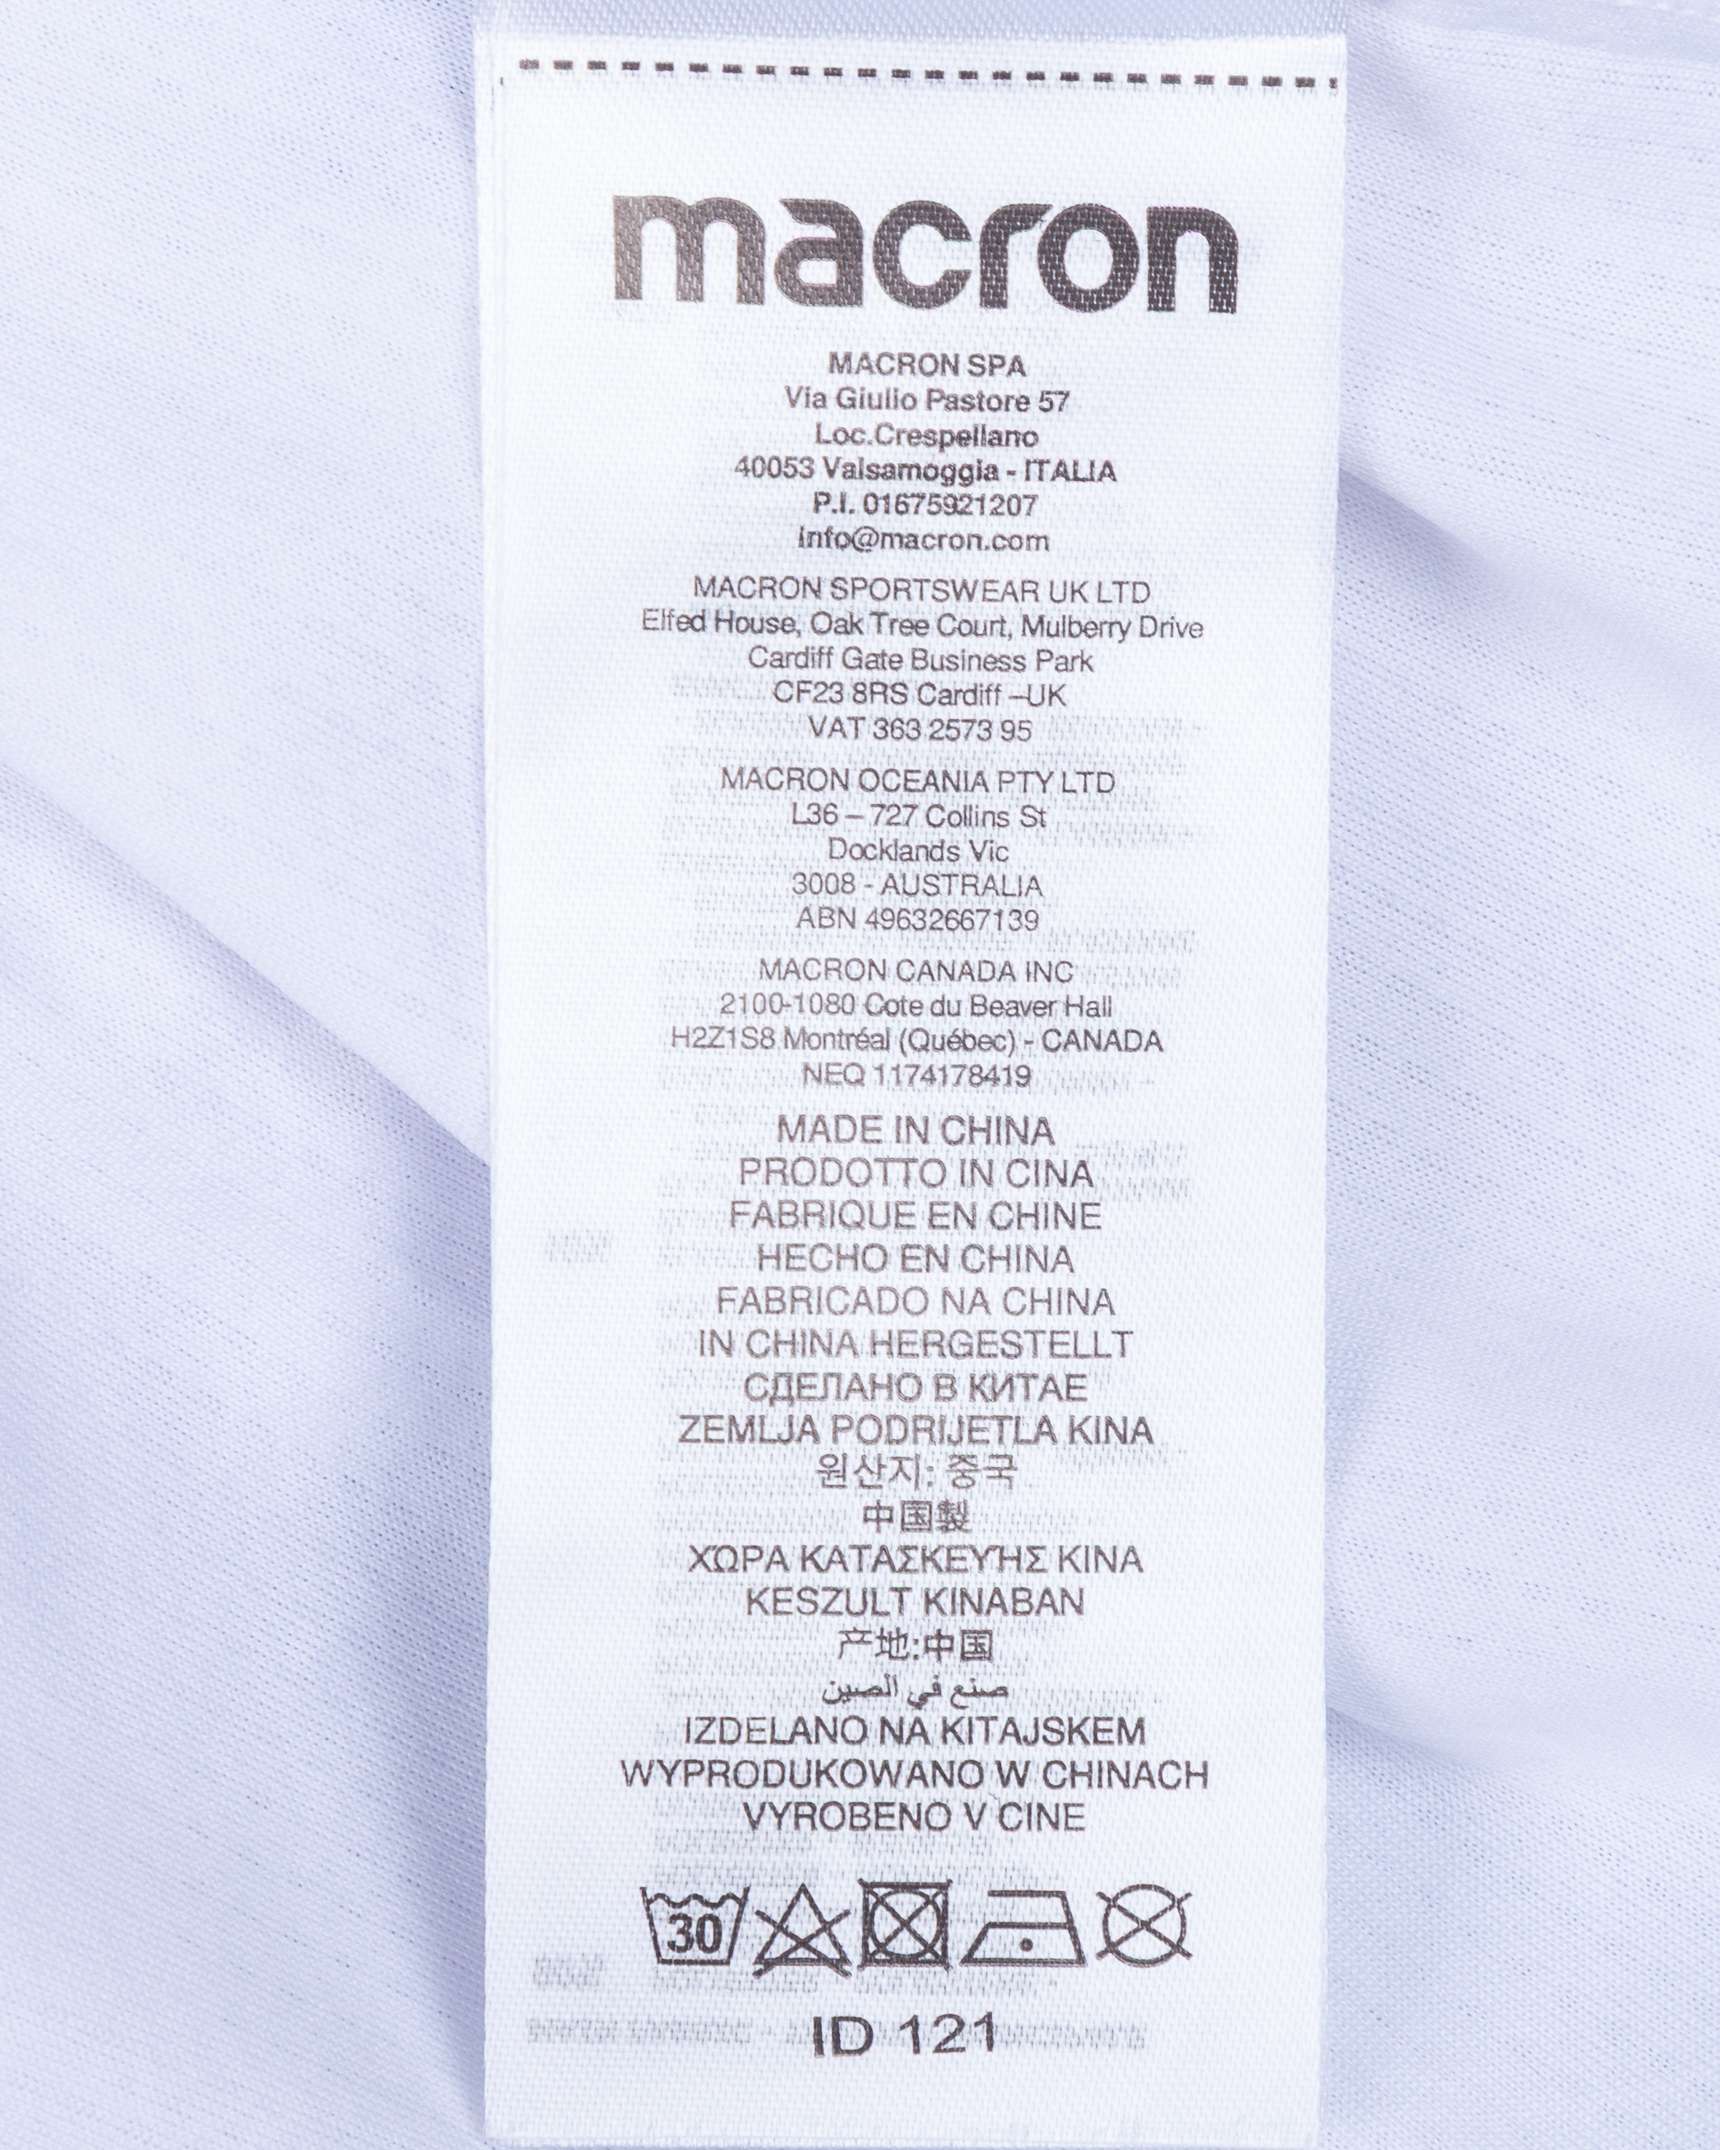 macron
MACRON SPA
Via Giulio Pastore 57
Loc.Crespellano
40053 Valsamoggia - ITALIA
P.I. 01675921207
info@macron.com
MACRON SPORTSWEAR UK LTD
Elfed House, Oak Tree Court, Mulberry Drive
Cardiff Gate Business Park
CF23 8RS Cardiff –UK
VAT 363 2573 95
MACRON OCEANIA PTY LTD
L36 – 727 Collins St
Docklands Vic
3008 - AUSTRALIA
ABN 49632667139
MACRON CANADA INC
2100-1080 Cote du Beaver Hall
H2Z1S8 Montréal (Québec) - CANADA
NEQ 1174178419
MADE IN CHINA
PRODOTTO IN CINA
FABRIQUE EN CHINE
HECHO EN CHINA
FABRICADO NA CHINA
IN CHINA HERGESTELLT
СДЕЛАНО В КИТАЕ
ZEMLJA PODRIJETLA KINA
원산지: 중국
中国製
ΧΩΡΑ ΚΑΤΑΣΚΕΥΉΣ ΚΙΝΑ
KESZULT KINABAN
产地:中国
صنع في الصين
IZDELANO NA KITAJSKEM
WYPRODUKOWANO W CHINACH
VYROBENO V CINE
30
ID 121